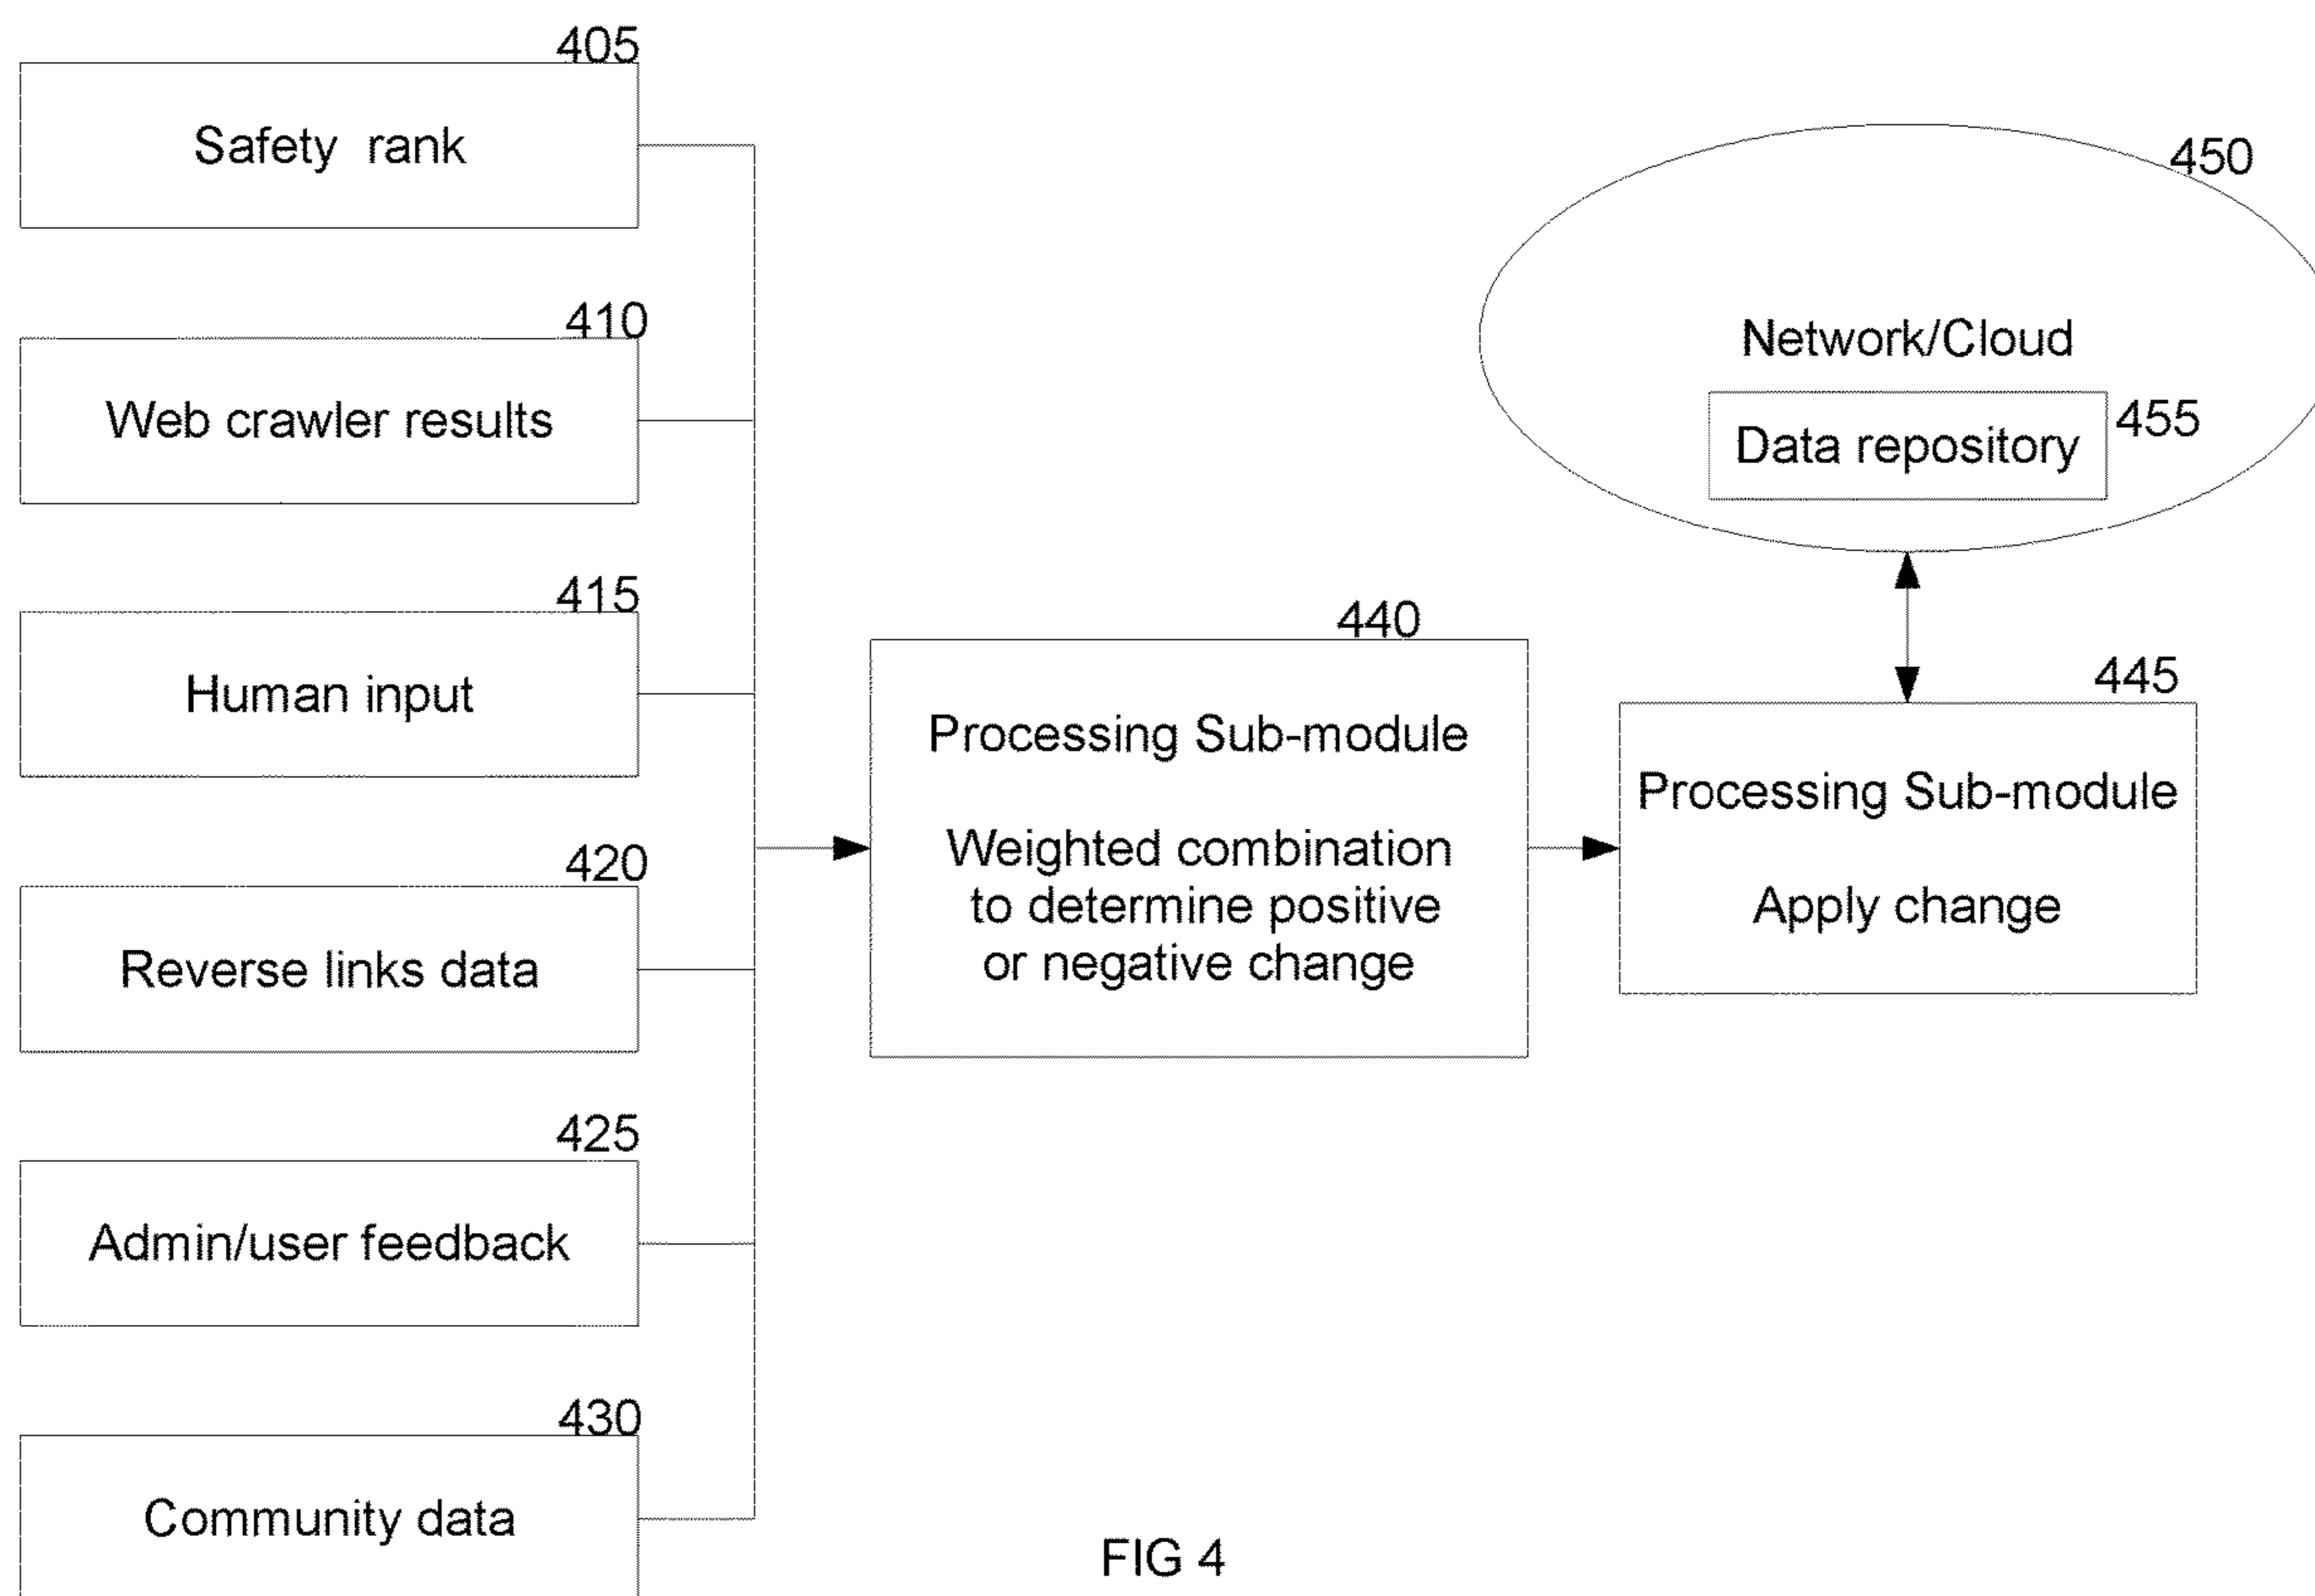 405
Safety rank
410
Web crawler results
415
Human input
420
Reverse links data
425
Admin/user feedback
430
Community data
440
Processing Sub-module
Weighted combination
to determine positive
or negative change
445
Processing Sub-module
Apply change
450
Network/Cloud
455
Data repository
FIG 4